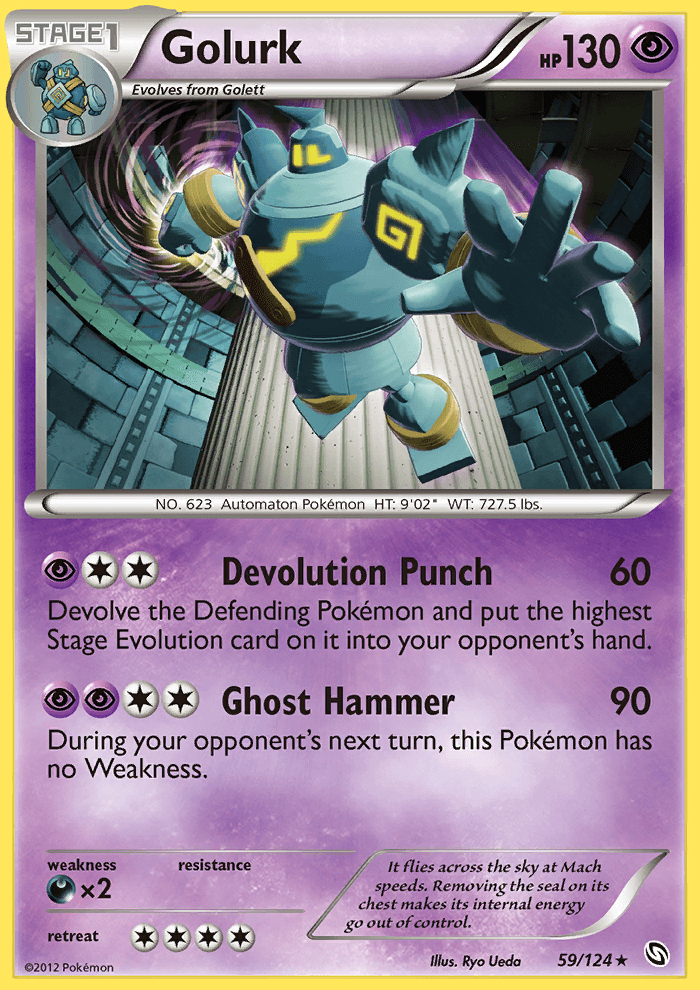 STAGE1
Golurk
HP130
Evolves from Golett
NO. 623 Automaton Pokémon HT: 9'02" WT: 727.5 lbs.
Devolution Punch 60
Devolve the Defending Pokémon and put the highest
Stage Evolution card on it into your opponent's hand.
Ghost Hammer 90
During your opponent's next turn, this Pokémon has
no Weakness.
weakness resistance
×2
It flies across the sky at Mach
speeds. Removing the seal on its
chest makes its internal energy
go out of control.
retreat
©2012 Pokémon
Illus. Ryo Ueda 59/124★